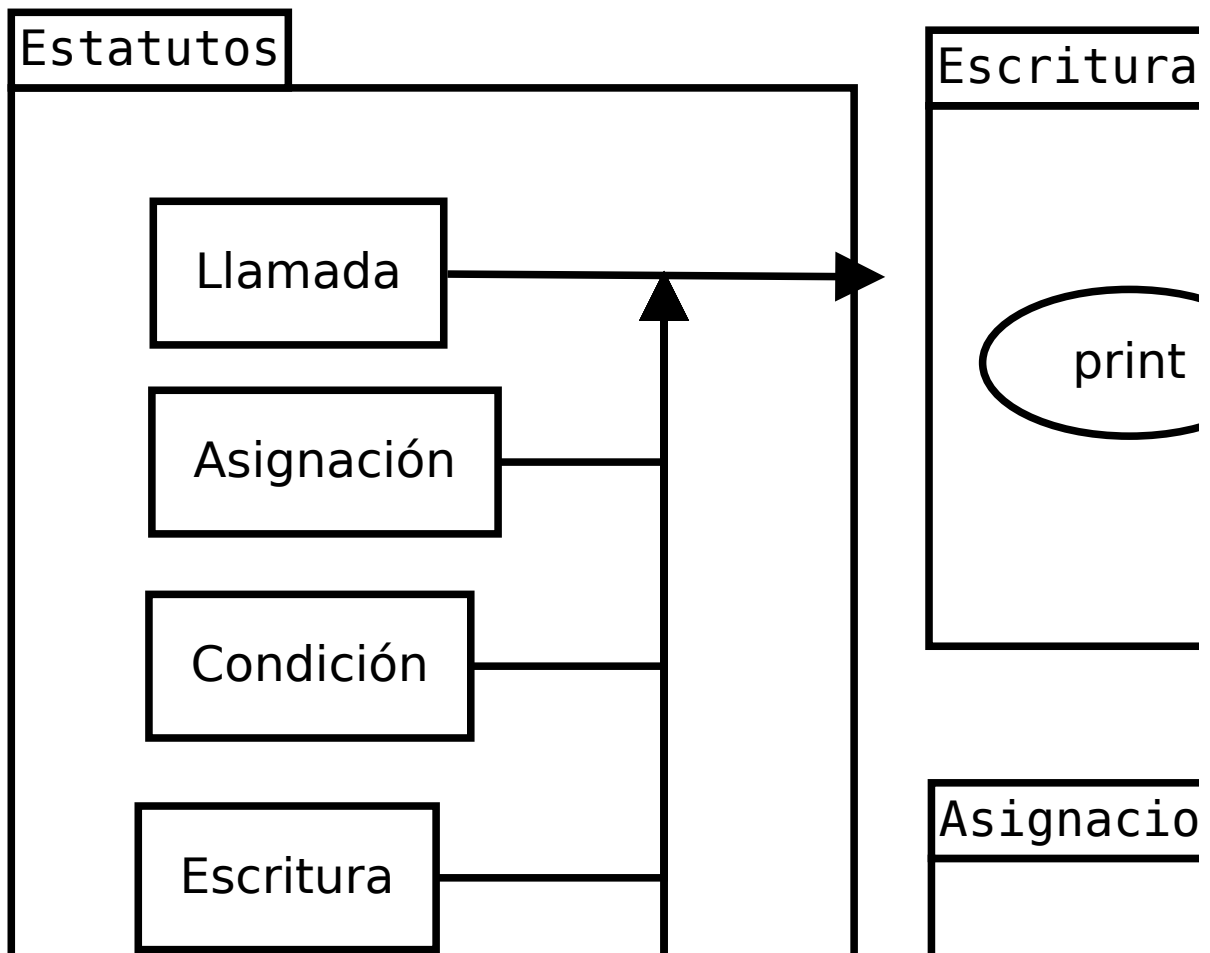 Estatutos
Llamada
Asignación
Condición
Escritura
Escritura
print
Asignacio